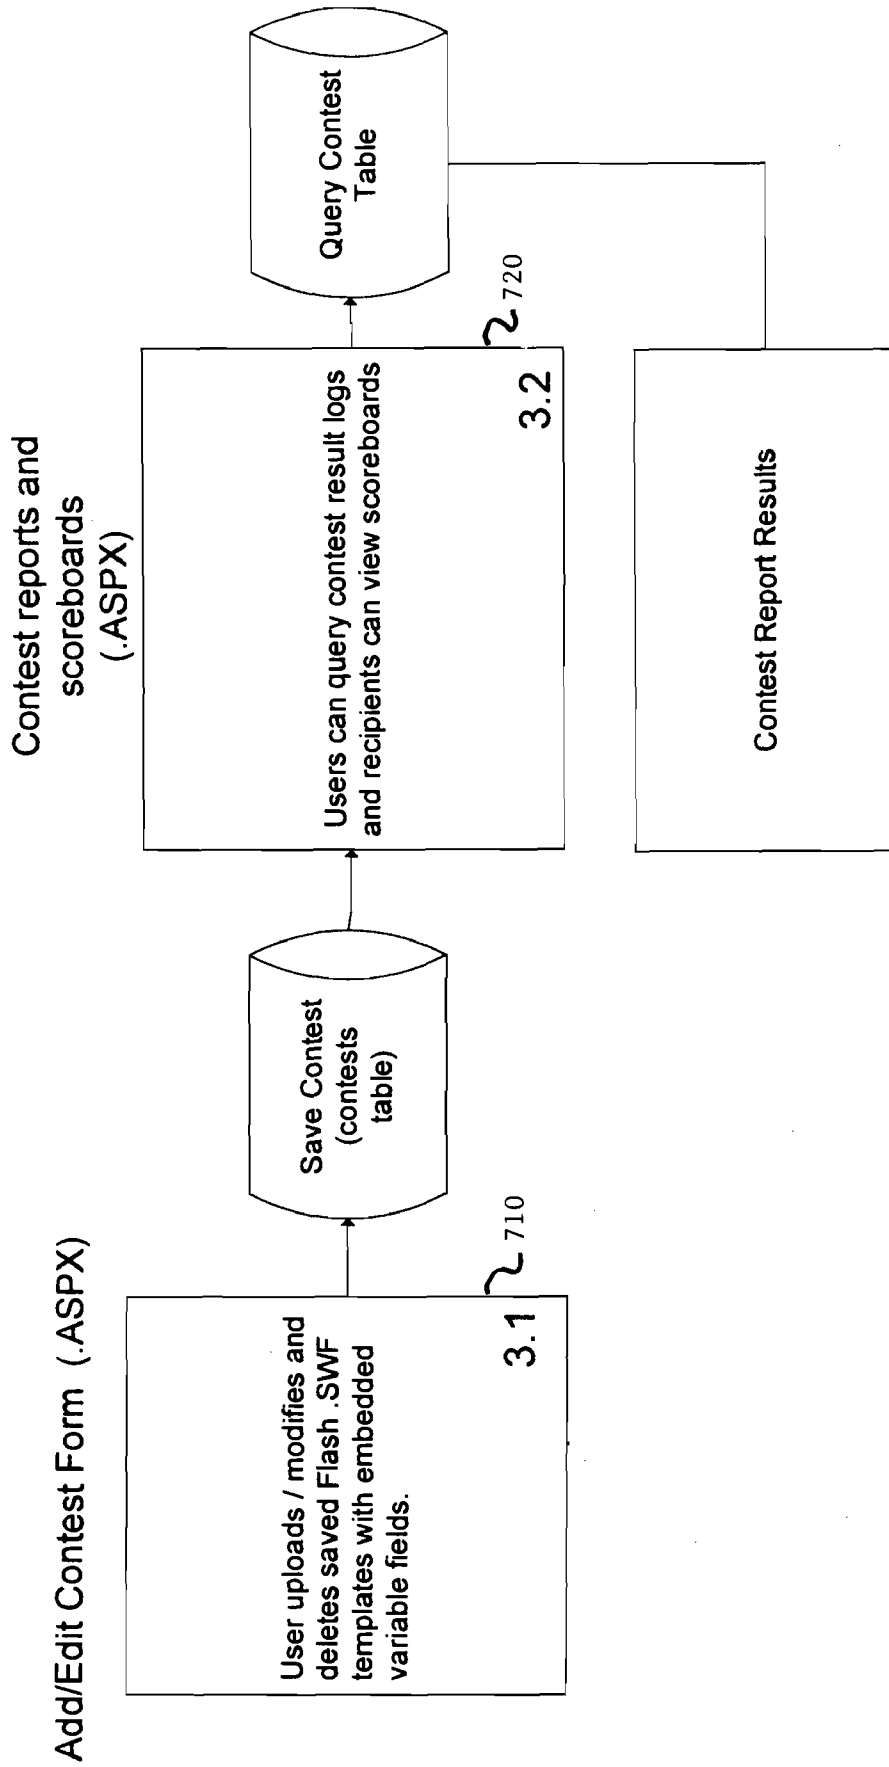 Add/Edit Contest Form (.ASPX)
User uploads / modifies and
deletes saved Flash .SWF
templates with embedded
variable fields.
3.1
710
Save Contest
(contests
table)
Contest reports and
scoreboards
(.ASPX)
Users can query contest result logs
and recipients can view scoreboards
3.2
720
Query Contest
Table
Contest Report Results